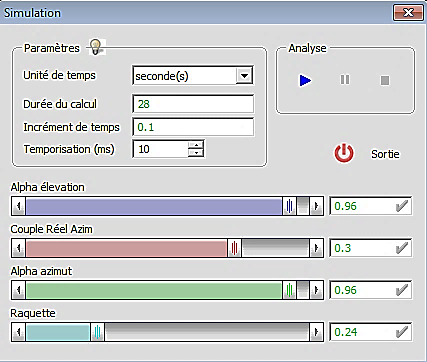 Simulation
Paramètres
Analyse
Unité de temps
seconde(s)
Durée du calcul
28
Incrément de temps
0.1
Temporisation (ms)
10
Sortie
Alpha élevation
0.96
Couple Réel Azim
0.3
Alpha azimut
0.96
Raquette
0.24